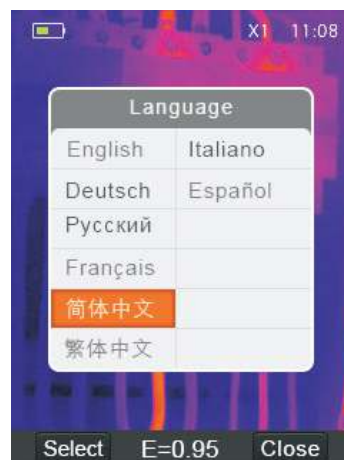 X1 11:08
Language
English Italiano
Deutsch Español
Русский
Français
简体中文
繁体中文
Select E=0.95 Close